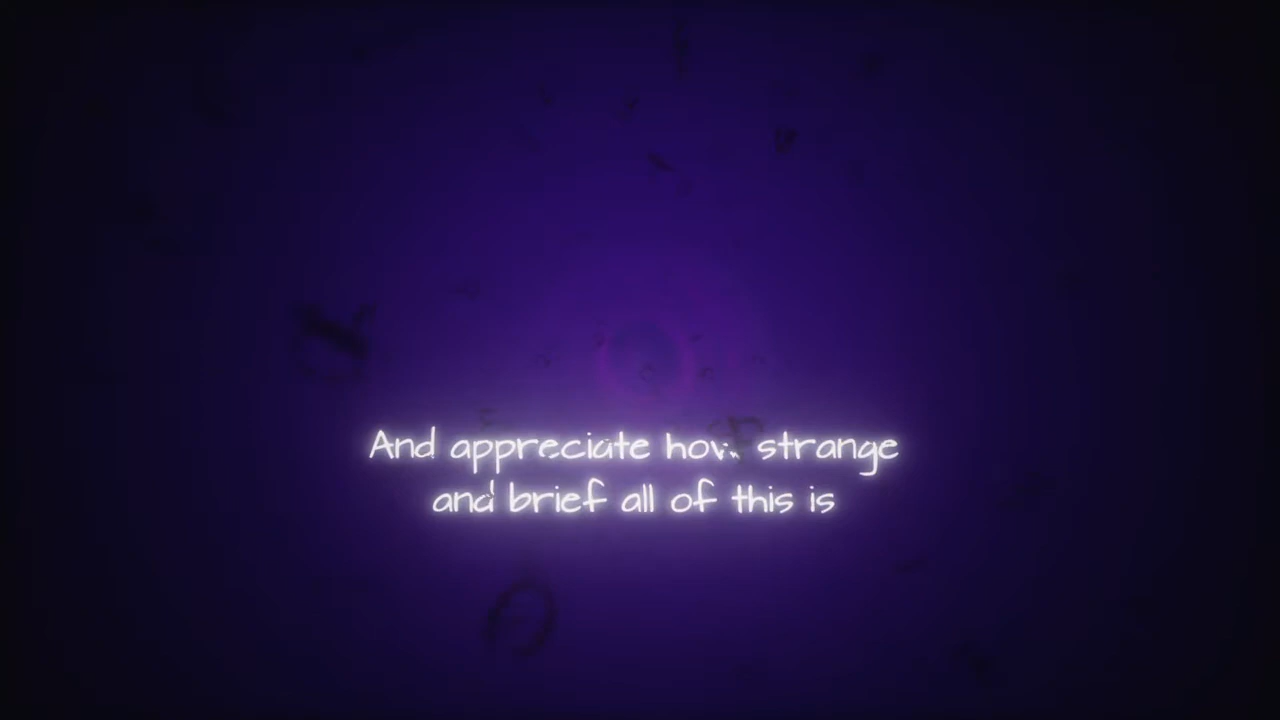 And appreciate how strange
and brief all of this is